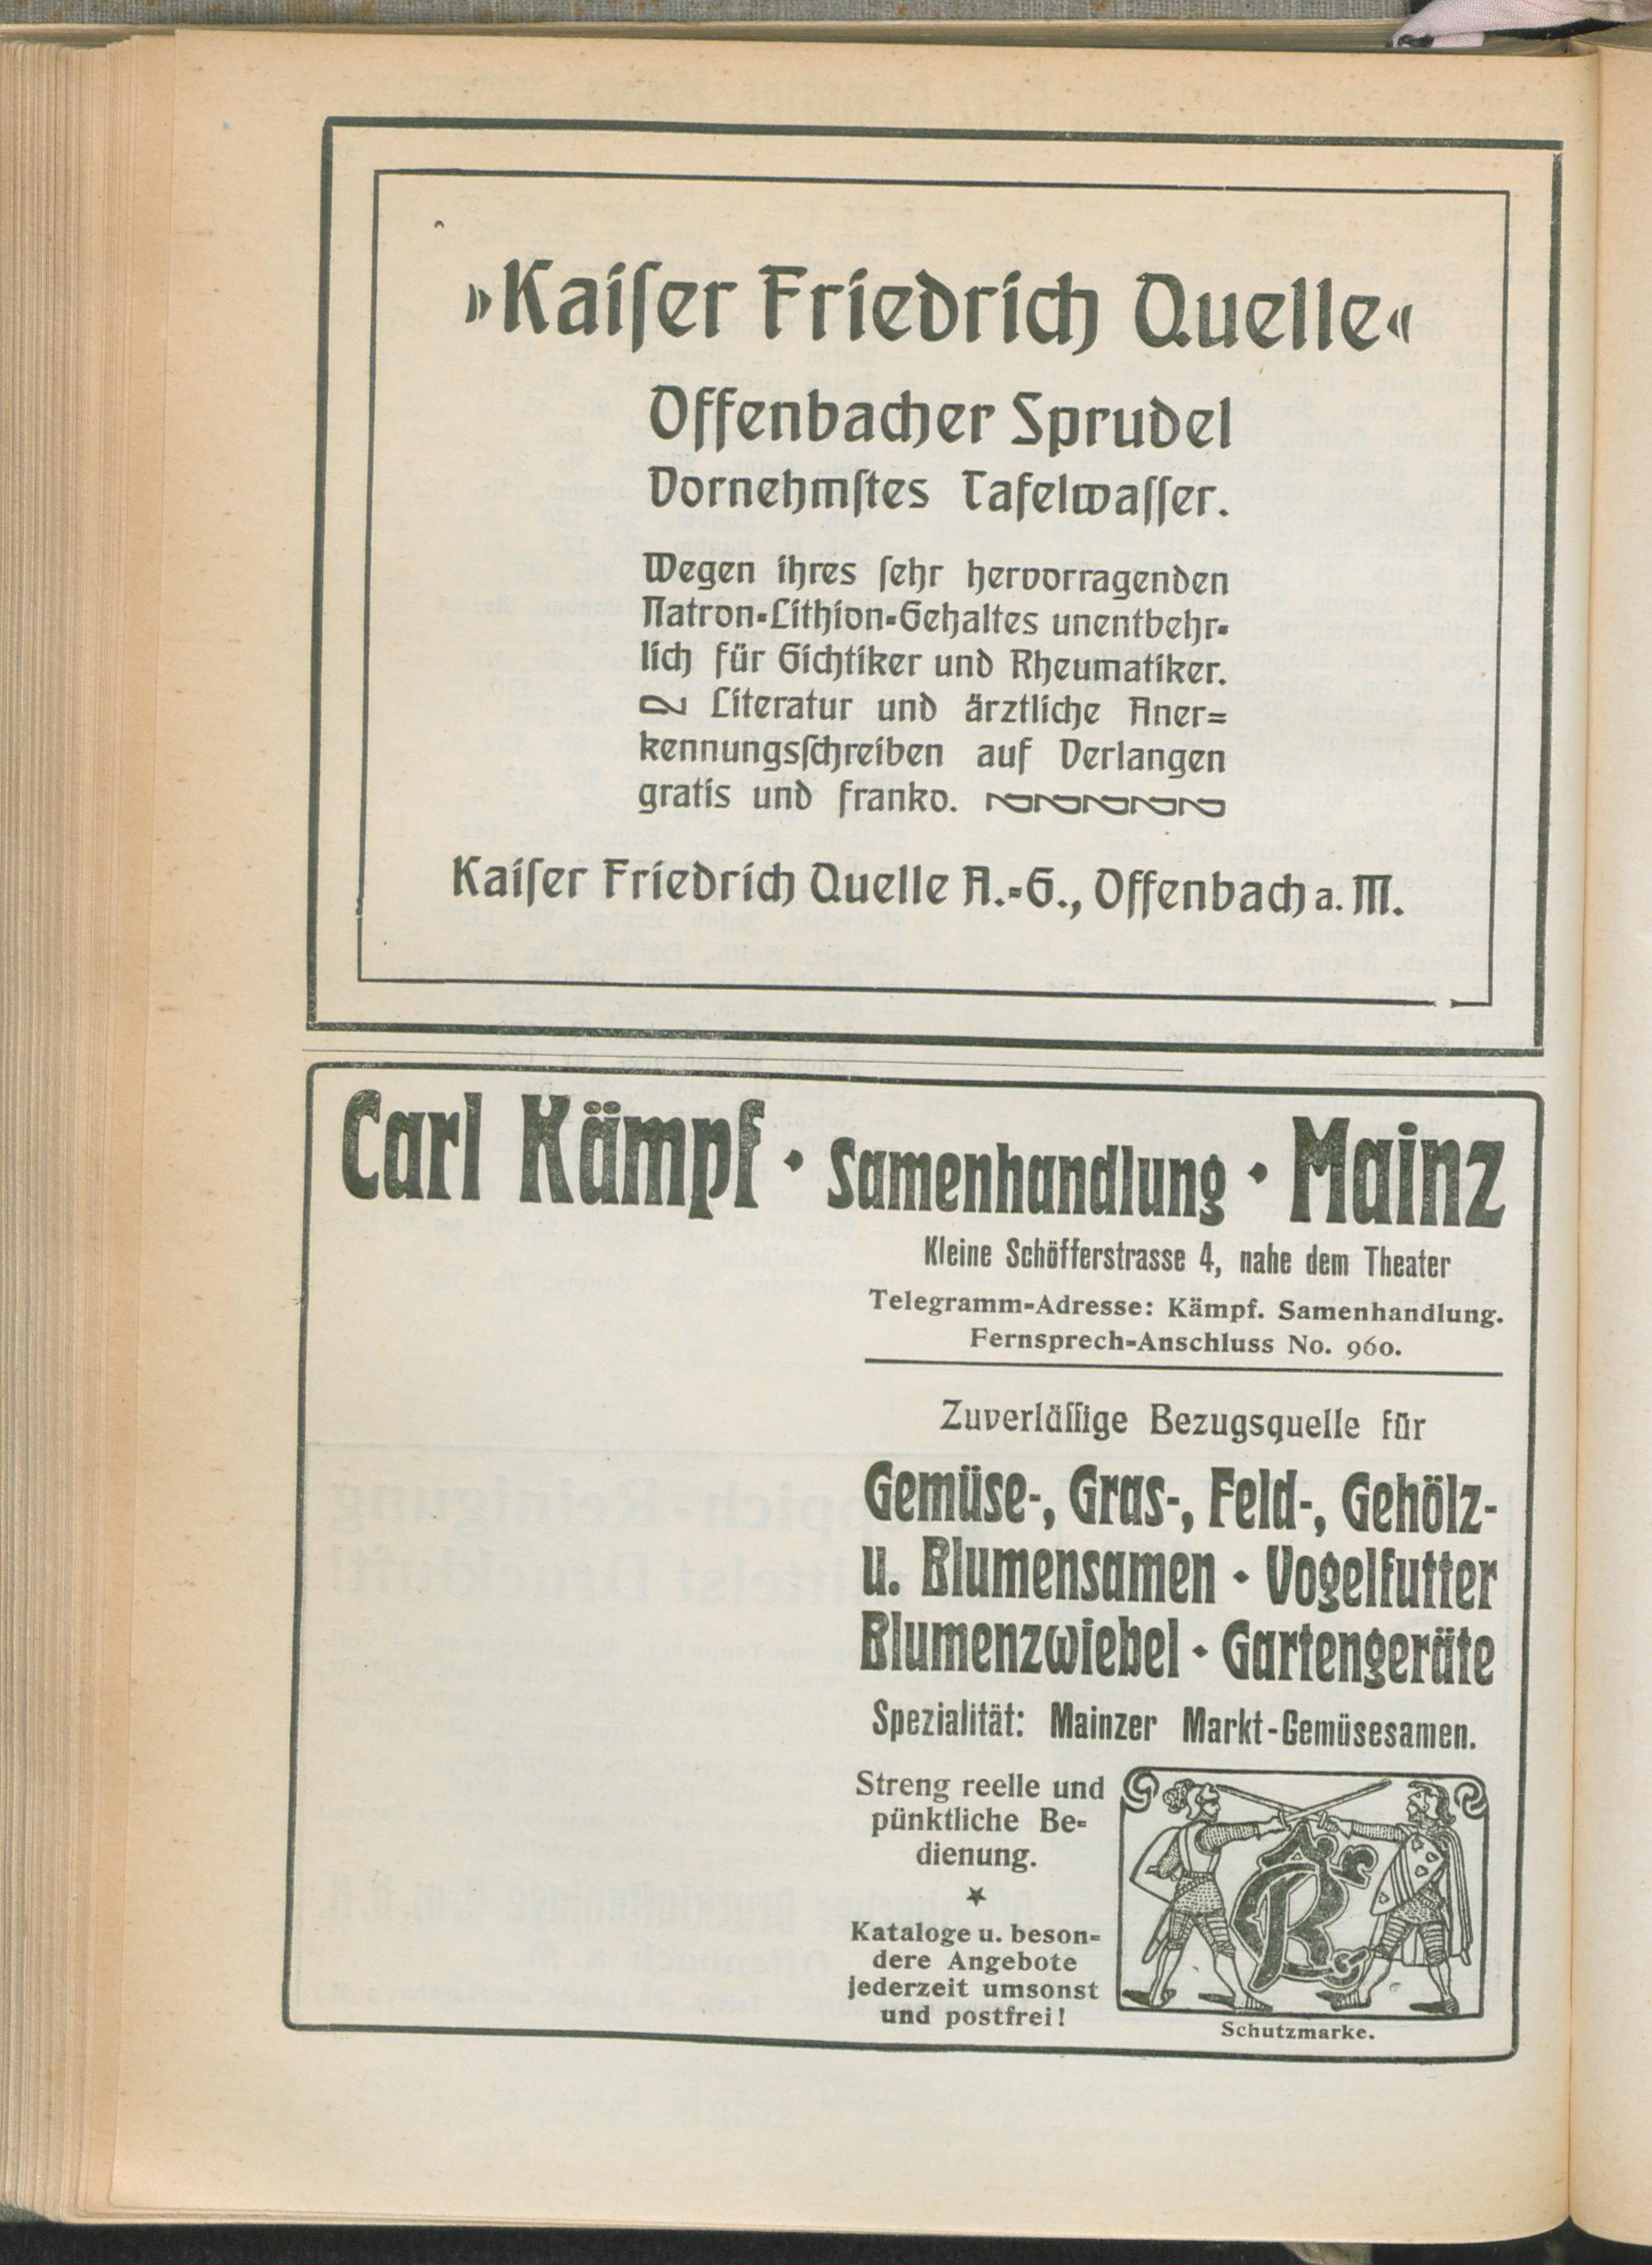 »Kaiſer Friedrich Quelle«
Offenbacher Sprudel
Vornehmſtes Tafelwaſſer.
Wegen ihres ſehr hervorragenden
Natron-Lithion-Gehaltes unentbehr-
lich für Gichtiker und Rheumatiker.
Literatur und ärztliche Aner-
kennungsſchreiben auf Verlangen
gratis und franko.
Kaiſer Friedrich Quelle A.-G., Offenbach a. M.
Carl Kämpf • Samenhandlung • Mainz
Kleine Schöfferstrasse 4, nahe dem Theater
Telegramm-Adresse: Kämpf. Samenhandlung.
Fernsprech-Anschluss No. 960.
Zuverläſſige Bezugsquelle für
Gemüse-, Gras-, Feld-, Gehölz-
u. Blumensamen • Vogelfutter
Blumenzwiebel • Gartengeräte
Spezialität: Mainzer Markt-Gemüsesamen.
Streng reelle und
pünktliche Be-
dienung.
Kataloge u. beson-
dere Angebote
jederzeit umsonst
und postfrei!
Schutzmarke.